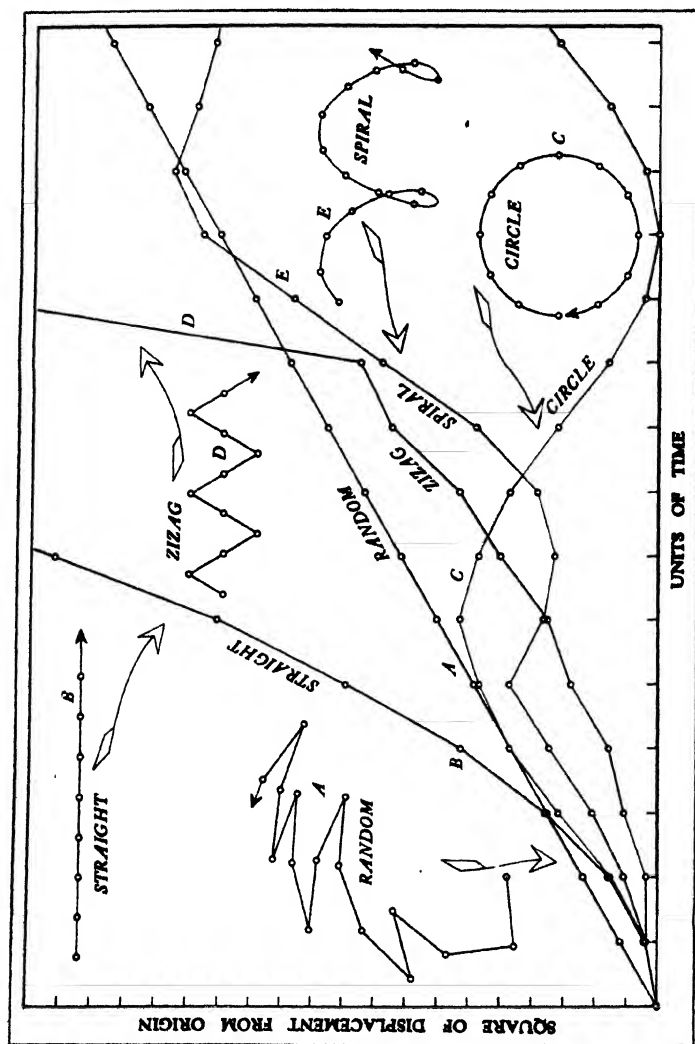 STRAIGHT
B
ZIZAG
D
D
STRAIGHT
B
A
RANDOM
RANDOM
A
ZIZAG
SPIRAL
E
E
SPIRAL
C
CIRCLE
CIRCLE
C
SQUARE OF DISPLACEMENT FROM ORIGIN
UNITS OF TIME